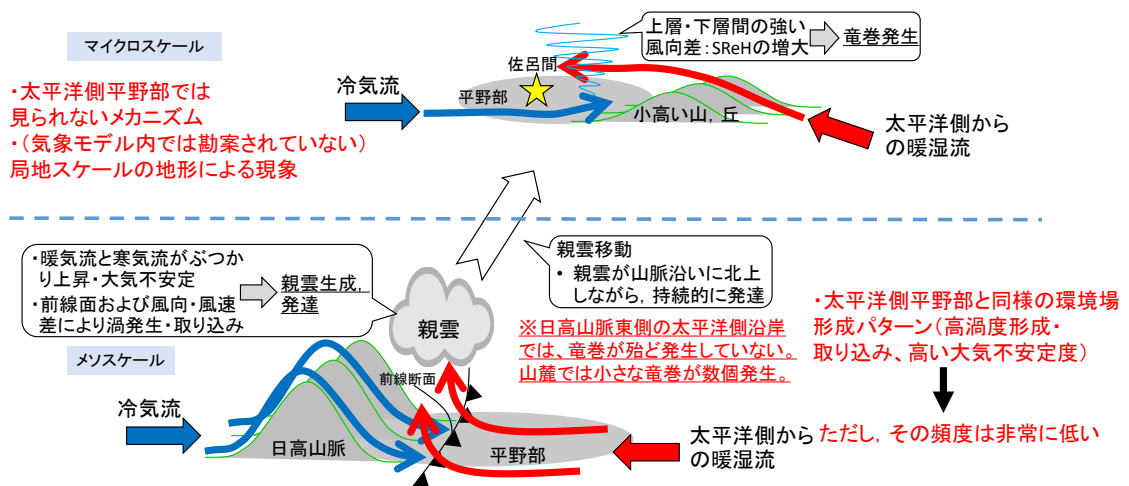 マイクロスケール
・太平洋側平野部では
見られないメカニズム
・(気象モデル内では勘案されていない)
局地スケールの地形による現象
冷気流
佐呂間
平野部
小高い山，丘
上層・下層間の強い
風向差：SReHの増大
竜巻発生
太平洋側から
の暖湿流
・暖気流と寒気流がぶつか
り上昇・大気不安定
・前線面および風向・風速
差により渦発生・取り込み
親雲生成，
発達
親雲
親雲移動
• 親雲が山脈沿いに北上
しながら，持続的に発達
※日高山脈東側の太平洋側沿岸
では、竜巻が殆ど発生していない。
山麓では小さな竜巻が数個発生。
・太平洋側平野部と同様の環境場
形成パターン(高渦度形成・
取り込み、高い大気不安定度)
ただし，その頻度は非常に低い
メソスケール
冷気流
日高山脈
前線断面
平野部
太平洋側から
の暖湿流